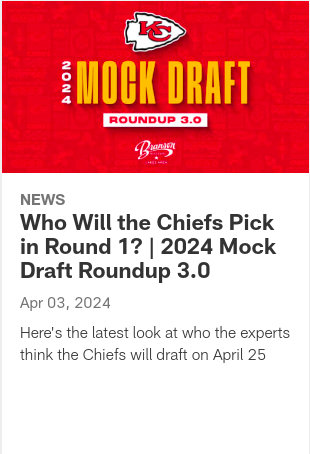 KC
2024
MOCK DRAFT
ROUNDUP 3.0
Branson
NEWS
Who Will the Chiefs Pick
in Round 1? | 2024 Mock
Draft Roundup 3.0
Apr 03, 2024
Here's the latest look at who the experts
think the Chiefs will draft on April 25